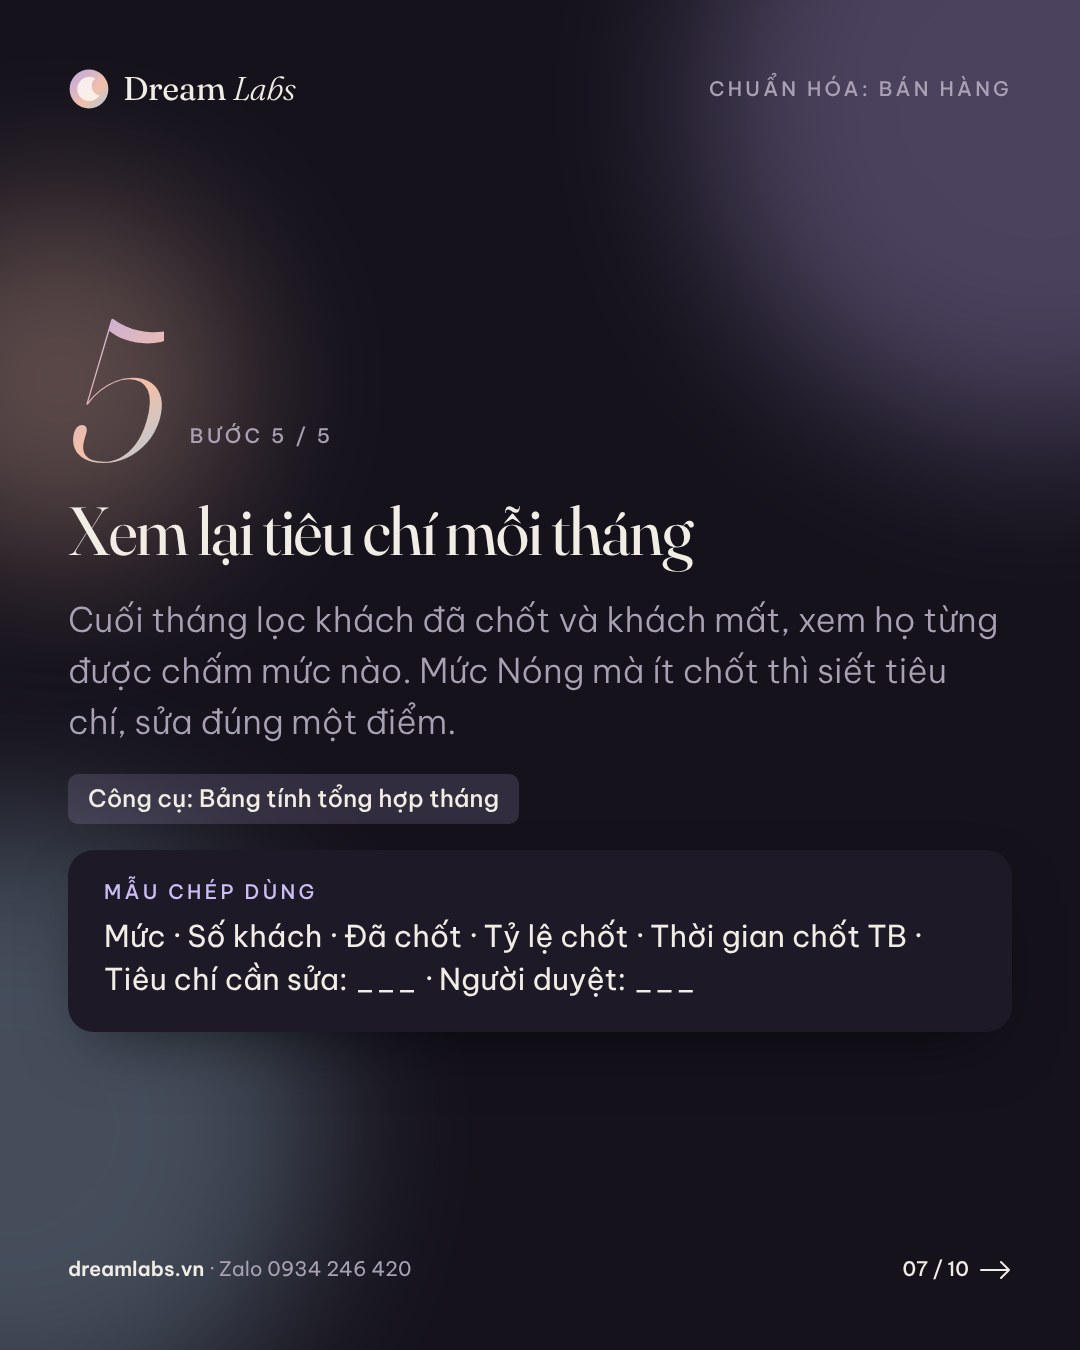 Dream Labs
CHUẨN HÓA: BÁN HÀNG
5
BƯỚC 5 / 5
Xem lại tiêu chí mỗi tháng
Cuối tháng lọc khách đã chốt và khách mất, xem họ từng
được chấm mức nào. Mức Nóng mà ít chốt thì siết tiêu
chí, sửa đúng một điểm.
Công cụ: Bảng tính tổng hợp tháng
MẪU CHÉP DÙNG
Mức · Số khách · Đã chốt · Tỷ lệ chốt · Thời gian chốt TB ·
Tiêu chí cần sửa: _ _ _ · Người duyệt: _ _ _
dreamlabs.vn · Zalo 0934 246 420
07 / 10 →